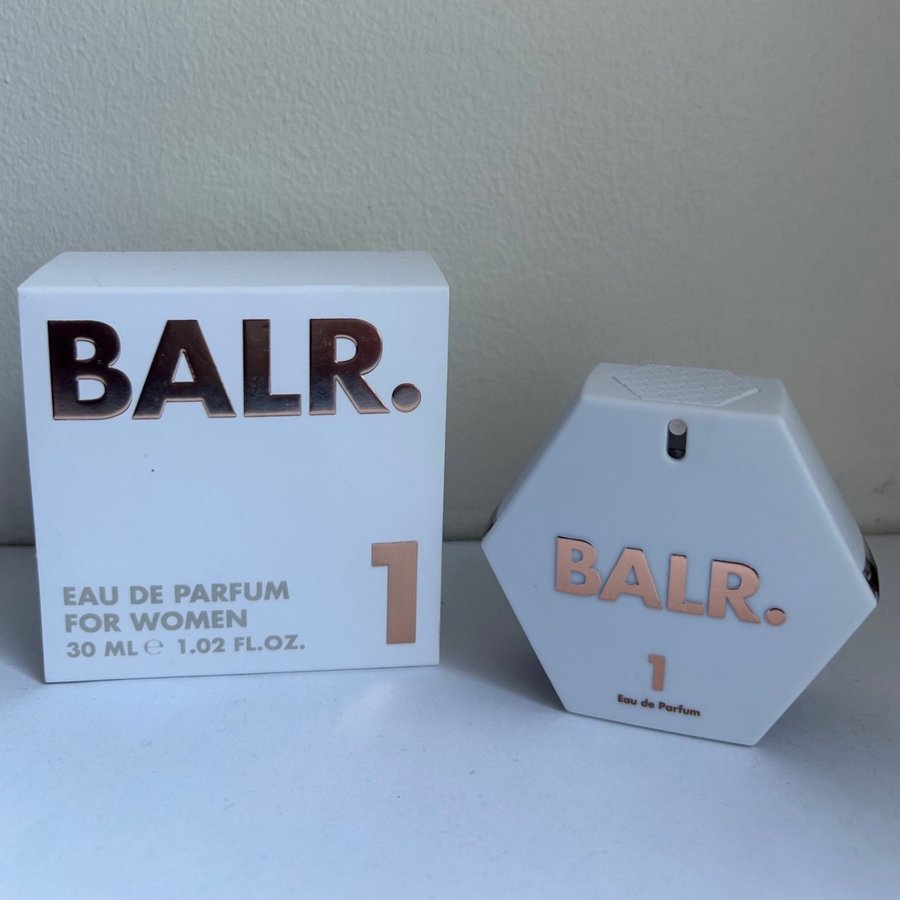 BALR.
EAU DE PARFUM
FOR WOMEN
30 ML ℮ 1.02 FL.OZ.
1
BALR.
1
Eau de Parfum